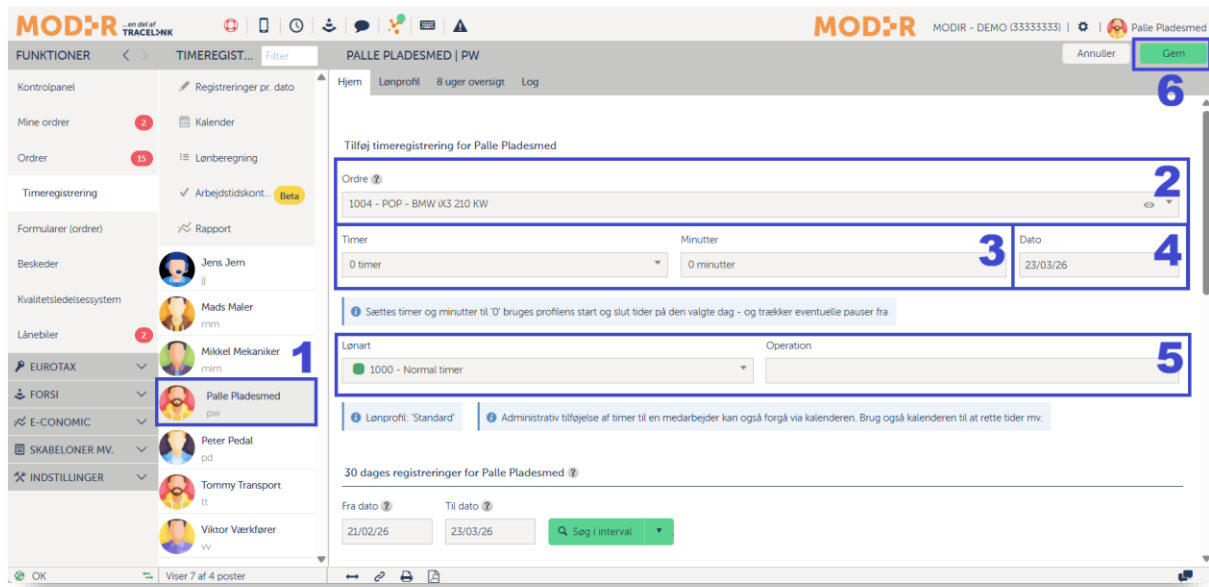 MODIR ...en del af TRACELINK
MODIR MODIR - DEMO (33333333) | | Palle Pladesmed
FUNKTIONER < >
TIMEREGIST... Filter
PALLE PLADESMED | PW
Annuller
Gem
6
Kontrolpanel
Mine ordrer 2
Ordrer 15
Timeregistrering
Formularer (ordrer)
Beskeder
Kvalitetsledelsessystem
Lånebiler 2
EUROTAX
FORSI
E-CONOMIC
SKABELONER MV.
INDSTILLINGER
OK
Registreringer pr. dato
Kalender
Lønberegning
Arbejdstidskont... Beta
Rapport
Jens Jern
jj
Mads Maler
mm
Mikkel Mekaniker
mim
1
Palle Pladesmed
pw
Peter Pedal
pd
Tommy Transport
tt
Viktor Værkfører
vv
Viser 7 af 4 poster
Hjem Lønprofil 8 uger oversigt Log
Tilføj timeregistrering for Palle Pladesmed
Ordre ?
2
1004 - POP - BMW iX3 210 KW
Timer Minutter
3
0 timer 0 minutter
Dato
4
23/03/26
Sættes timer og minutter til '0' bruges profilens start og slut tider på den valgte dag - og trækker eventuelle pauser fra
Lønart Operation
5
1000 - Normal timer
Lønprofil: 'Standard'
Administrativ tilføjelse af timer til en medarbejder kan også forgå via kalenderen. Brug også kalenderen til at rette tider mv.
30 dages registreringer for Palle Pladesmed ?
Fra dato ? Til dato ?
21/02/26 23/03/26 Søg i interval